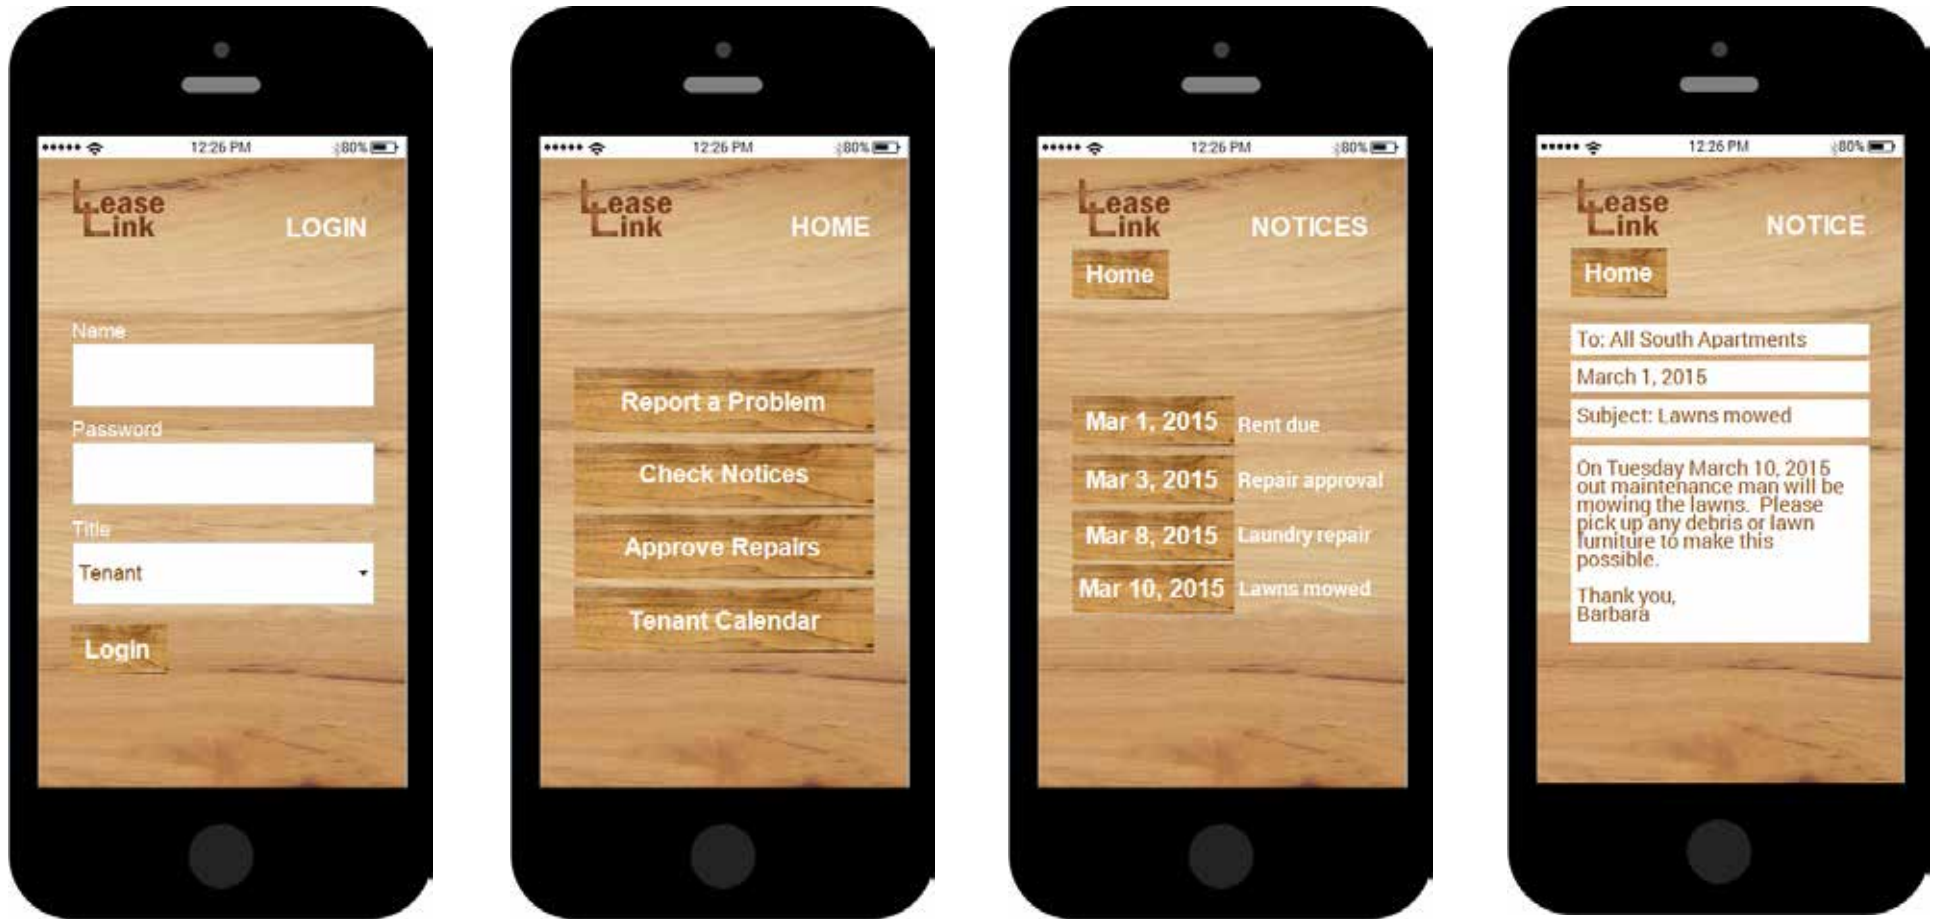 12:26 PM
80%
Lease
Link
LOGIN
Name
Password
Title
Tenant
Login
12:26 PM
80%
Lease
Link
HOME
Report a Problem
Check Notices
Approve Repairs
Tenant Calendar
12:26 PM
80%
Lease
Link
NOTICES
Home
Mar 1, 2015 Rent due
Mar 3, 2015 Repair approval
Mar 8, 2015 Laundry repair
Mar 10, 2015 Lawns mowed
12:26 PM
80%
Lease
Link
NOTICE
Home
To: All South Apartments
March 1, 2015
Subject: Lawns mowed
On Tuesday March 10, 2015
out maintenance man will be
mowing the lawns. Please
pick up any debris or lawn
furniture to make this
possible.
Thank you,
Barbara